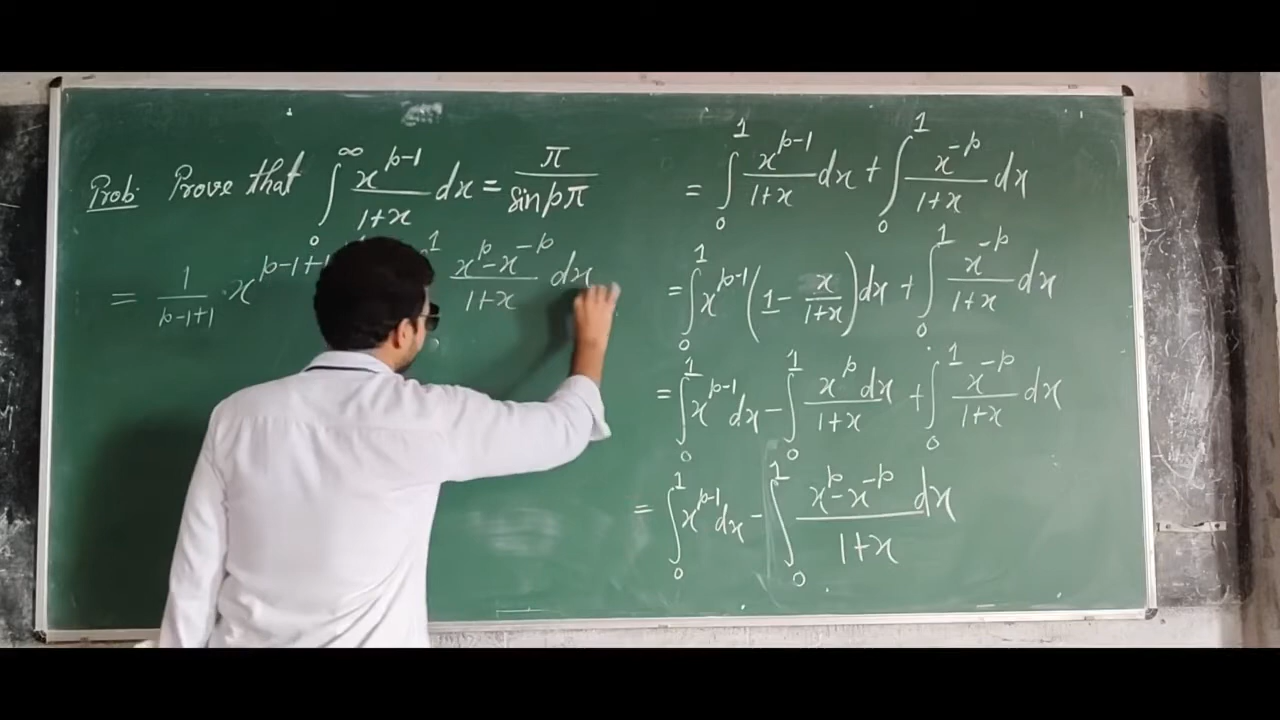 Prob: Prove that ∫₀^∞ x^{p-1}/(1+x) dx = π/sin pπ
= 1/(p-1+1) · x^{p-1+1} 1 (x^p - x^{-p})/(1+x) dx
= ∫₀¹ x^{p-1}/(1+x) dx + ∫₀¹ x^{-p}/(1+x) dx
= ∫₀¹ x^{p-1} (1 - x/(1+x)) dx + ∫₀¹ x^{-p}/(1+x) dx
= ∫₀¹ x^{p-1} dx - ∫₀¹ x^p dx/(1+x) + ∫₀¹ x^{-p}/(1+x) dx
= ∫₀¹ x^{p-1} dx - ∫₀¹ (x^p - x^{-p})/(1+x) dx